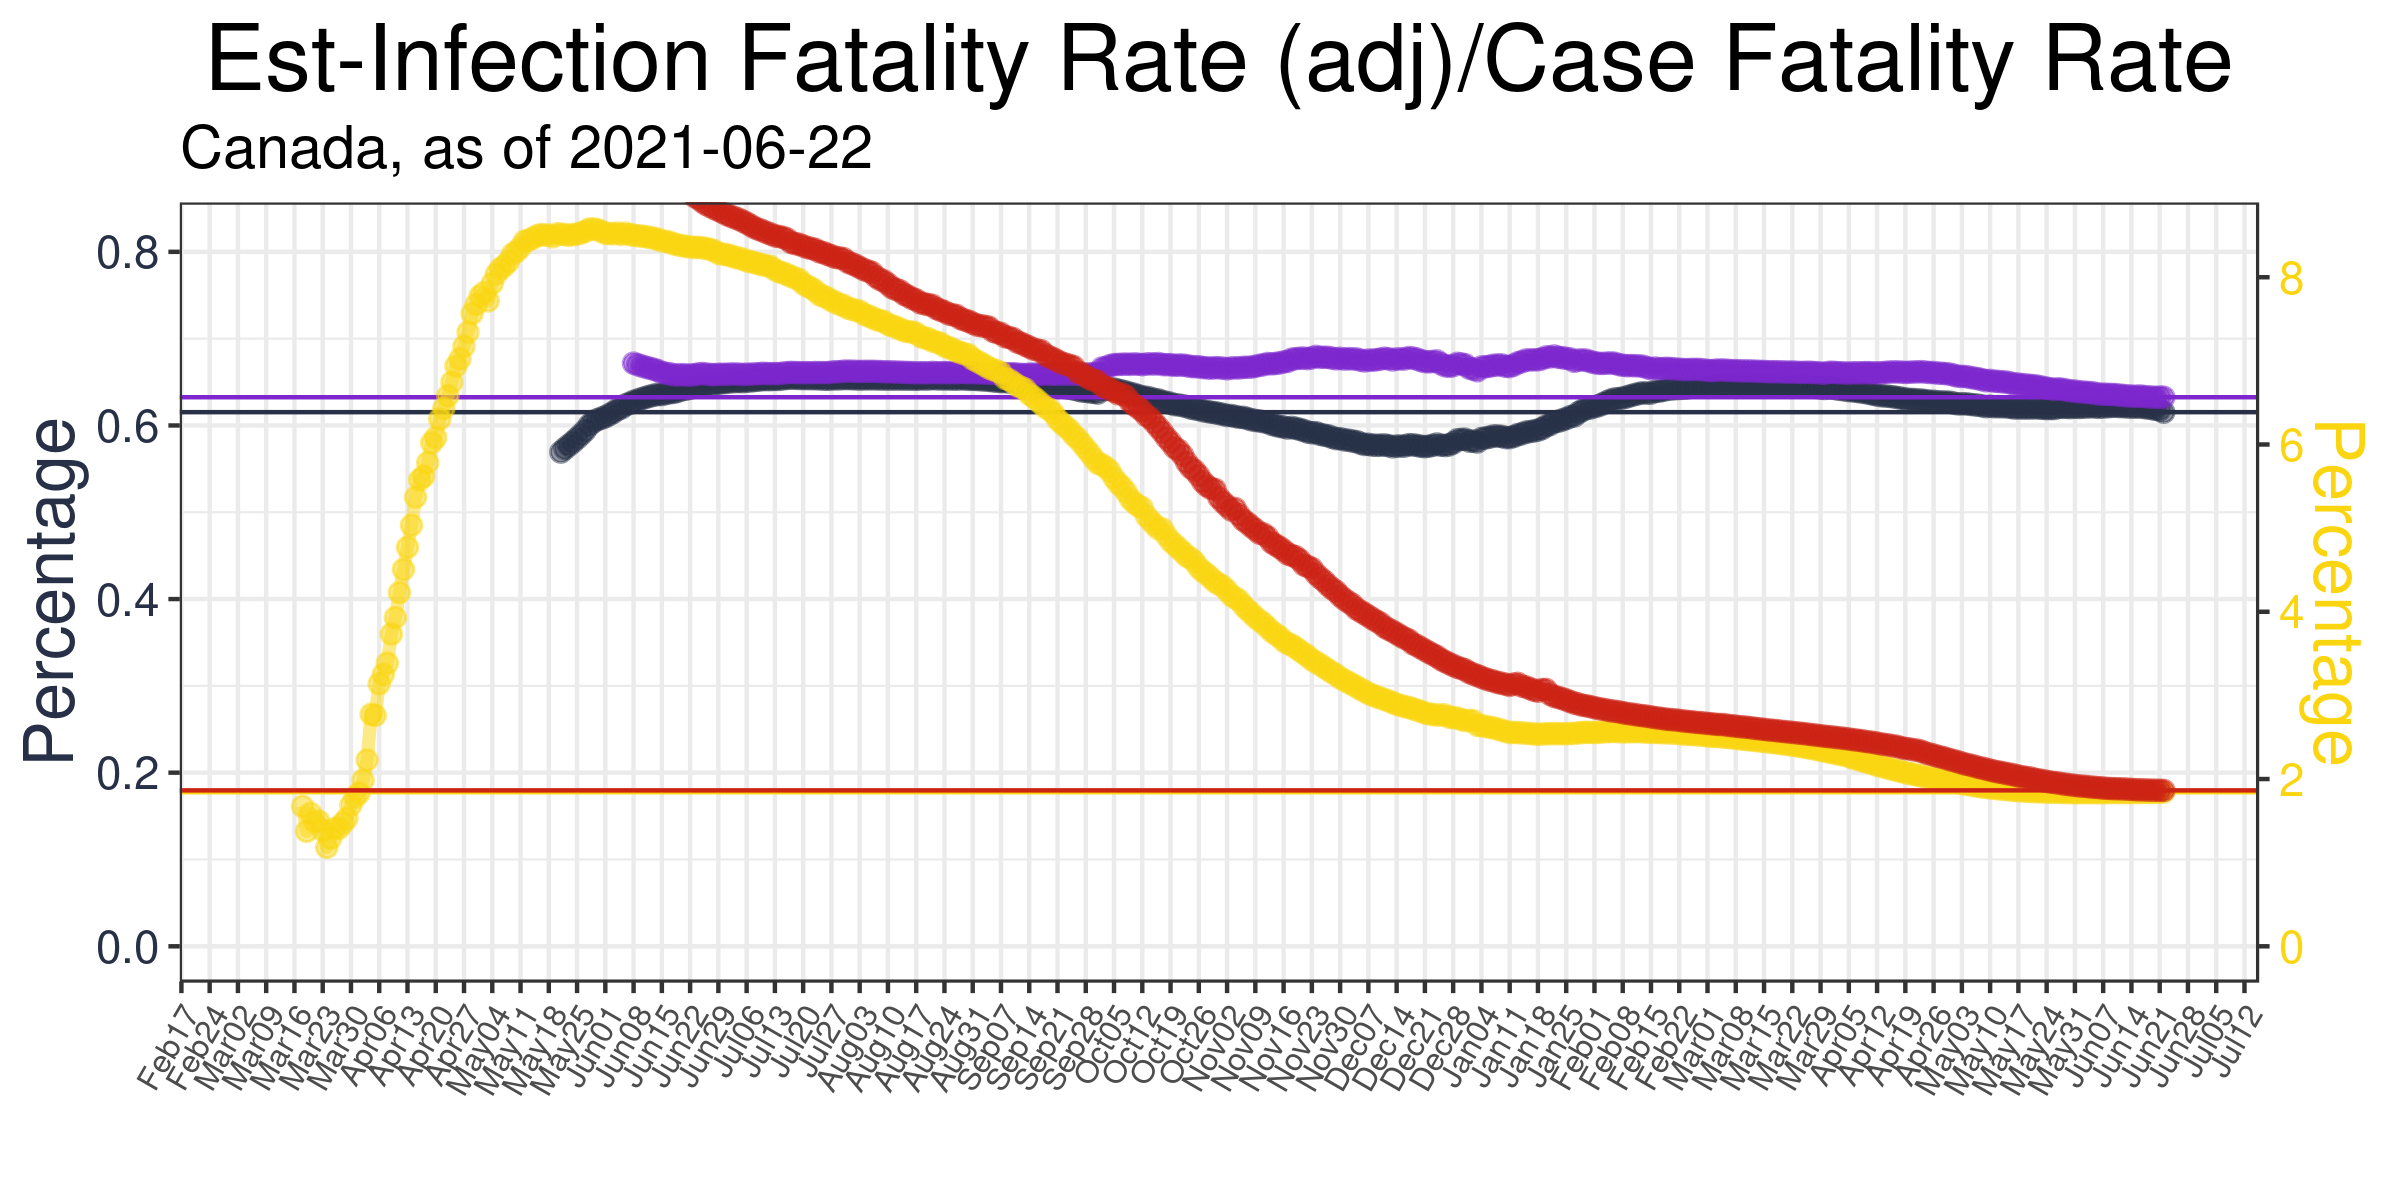 Est-Infection Fatality Rate (adj)/Case Fatality Rate
Canada, as of 2021-06-22
Percentage
0.8
0.6
0.4
0.2
0.0
8
6
4
2
0
Percentage
Feb17
Feb24
Mar02
Mar09
Mar16
Mar23
Mar30
Apr06
Apr13
Apr20
Apr27
May04
May11
May18
May25
Jun01
Jun08
Jun15
Jun22
Jun29
Jul06
Jul13
Jul20
Jul27
Aug03
Aug10
Aug17
Aug24
Aug31
Sep07
Sep14
Sep21
Sep28
Oct05
Oct12
Oct19
Oct26
Nov02
Nov09
Nov16
Nov23
Nov30
Dec07
Dec14
Dec21
Dec28
Jan04
Jan11
Jan18
Jan25
Feb01
Feb08
Feb15
Feb22
Mar01
Mar08
Mar15
Mar22
Mar29
Apr05
Apr12
Apr19
Apr26
May03
May10
May17
May24
May31
Jun07
Jun14
Jun21
Jun28
Jul05
Jul12